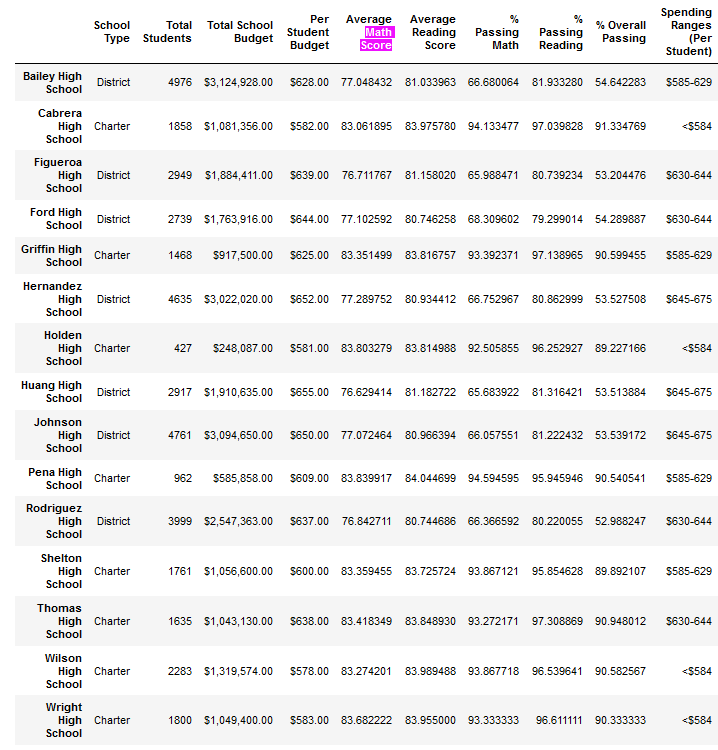 School Type Total Students Total School Budget Per Student Budget Average Math Score Average Reading Score % Passing Math % Passing Reading % Overall Passing Spending Ranges (Per Student)
Bailey High School District 4976 $3,124,928.00 $628.00 77.048432 81.033963 66.680064 81.933280 54.642283 $585-629
Cabrera High School Charter 1858 $1,081,356.00 $582.00 83.061895 83.975780 94.133477 97.039828 91.334769 <$584
Figueroa High School District 2949 $1,884,411.00 $639.00 76.711767 81.158020 65.988471 80.739234 53.204476 $630-644
Ford High School District 2739 $1,763,916.00 $644.00 77.102592 80.746258 68.309602 79.299014 54.289887 $630-644
Griffin High School Charter 1468 $917,500.00 $625.00 83.351499 83.816757 93.392371 97.138965 90.599455 $585-629
Hernandez High School District 4635 $3,022,020.00 $652.00 77.289752 80.934412 66.752967 80.862999 53.527508 $645-675
Holden High School Charter 427 $248,087.00 $581.00 83.803279 83.814988 92.505855 96.252927 89.227166 <$584
Huang High School District 2917 $1,910,635.00 $655.00 76.629414 81.182722 65.683922 81.316421 53.513884 $645-675
Johnson High School District 4761 $3,094,650.00 $650.00 77.072464 80.966394 66.057551 81.222432 53.539172 $645-675
Pena High School Charter 962 $585,858.00 $609.00 83.839917 84.044699 94.594595 95.945946 90.540541 $585-629
Rodriguez High School District 3999 $2,547,363.00 $637.00 76.842711 80.744686 66.366592 80.220055 52.988247 $630-644
Shelton High School Charter 1761 $1,056,600.00 $600.00 83.359455 83.725724 93.867121 95.854628 89.892107 $585-629
Thomas High School Charter 1635 $1,043,130.00 $638.00 83.418349 83.848930 93.272171 97.308869 90.948012 $630-644
Wilson High School Charter 2283 $1,319,574.00 $578.00 83.274201 83.989488 93.867718 96.539641 90.582567 <$584
Wright High School Charter 1800 $1,049,400.00 $583.00 83.682222 83.955000 93.333333 96.611111 90.333333 <$584